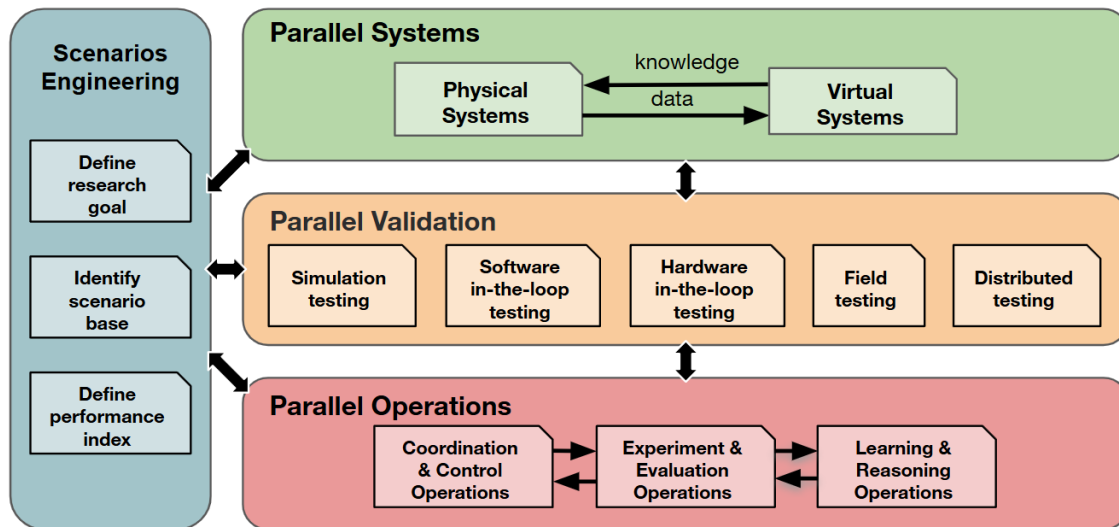 Scenarios
Engineering
Define
research
goal
Identify
scenario
base
Define
performance
index
Parallel Systems
Physical
Systems
knowledge
data
Virtual
Systems
Parallel Validation
Simulation
testing
Software
in-the-loop
testing
Hardware
in-the-loop
testing
Field
testing
Distributed
testing
Parallel Operations
Coordination
& Control
Operations
Experiment &
Evaluation
Operations
Learning &
Reasoning
Operations